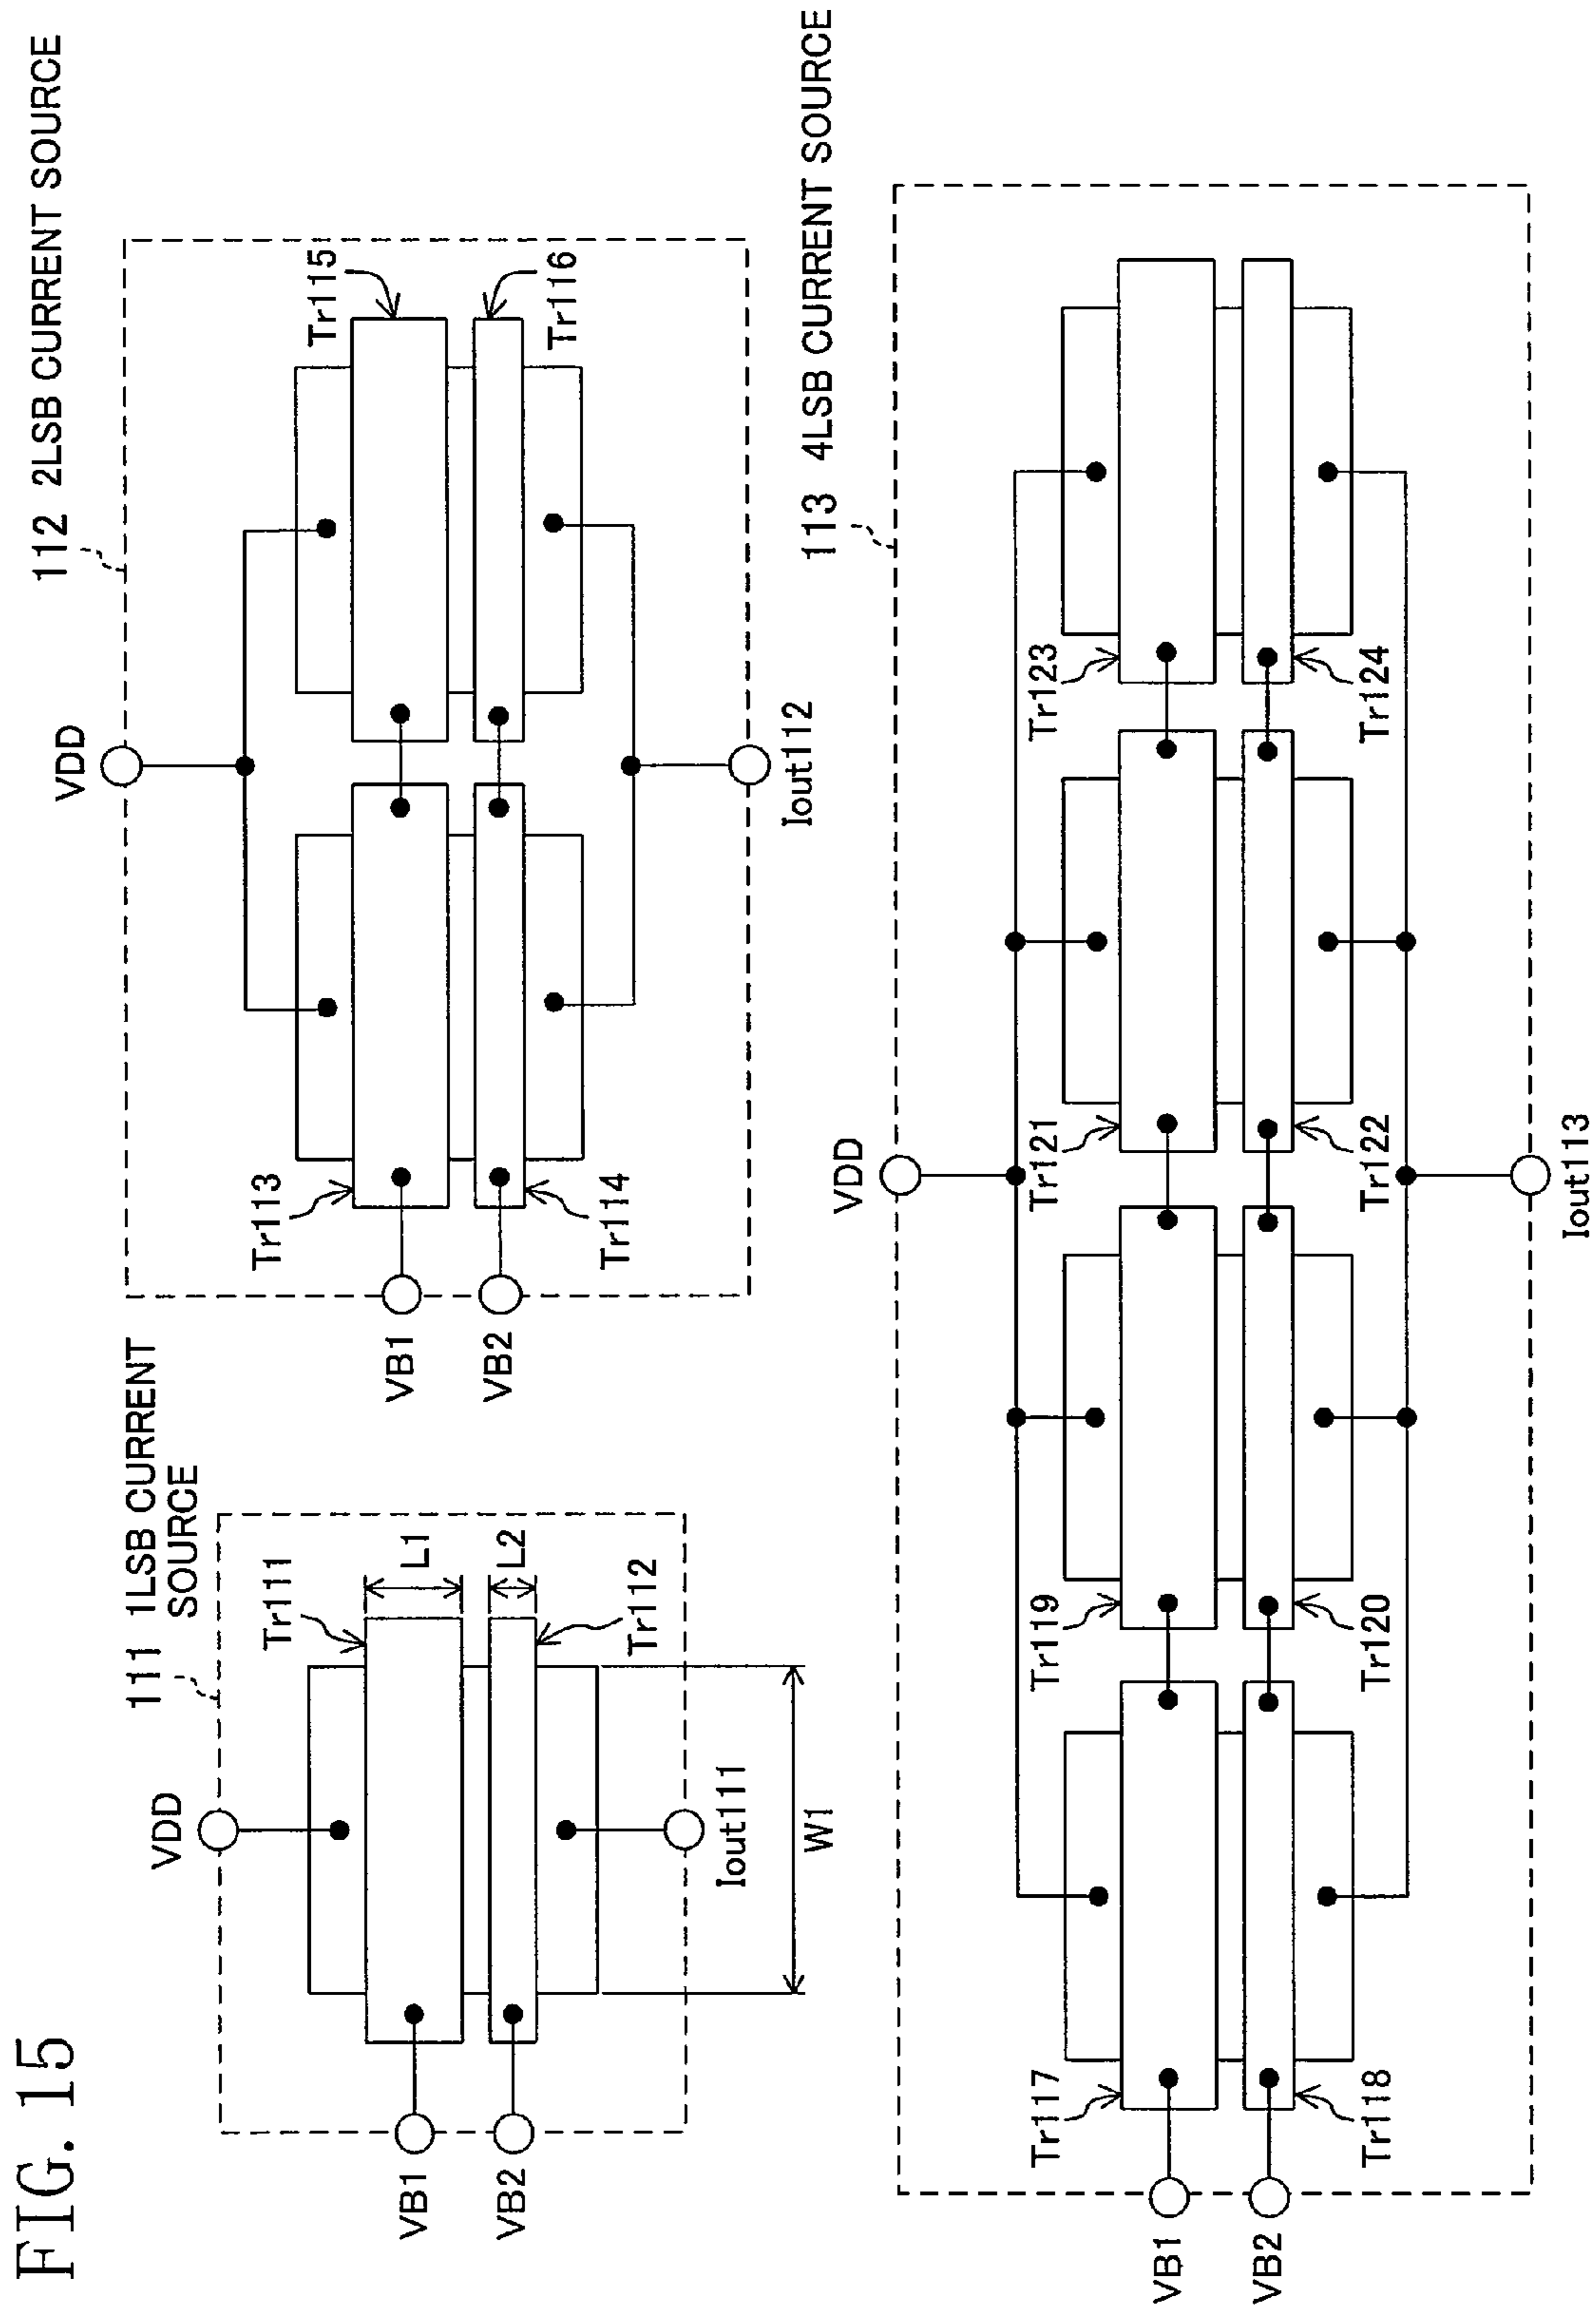 FIG. 15
111 1LSB CURRENT
SOURCE
VDD
Tr111
VB1
L1
VB2
L2
Tr112
Iout111
W1
112 2LSB CURRENT SOURCE
VDD
Tr113
Tr115
VB1
VB2
Tr114
Tr116
Iout112
113 4LSB CURRENT SOURCE
VDD
Tr117
Tr119
Tr121
Tr123
VB1
VB2
Tr118
Tr120
Tr122
Tr124
Iout113